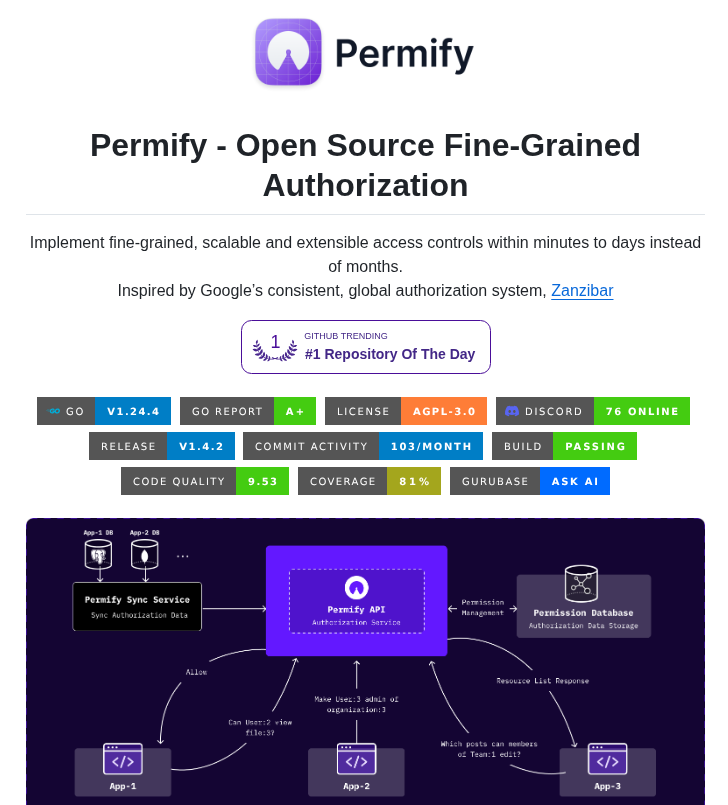 Permify
Permify - Open Source Fine-Grained
Authorization
Implement fine-grained, scalable and extensible access controls within minutes to days instead
of months.
Inspired by Google’s consistent, global authorization system, Zanzibar
1
GITHUB TRENDING
#1 Repository Of The Day
GO V1.24.4 GO REPORT A+ LICENSE AGPL-3.0 DISCORD 76 ONLINE
RELEASE V1.4.2 COMMIT ACTIVITY 103/MONTH BUILD PASSING
CODE QUALITY 9.53 COVERAGE 81% GURUBASE ASK AI
App-1 DB App-2 DB
...
Permify Sync Service
Sync Authorization Data
Permify API
Authorization Service
Permission
Management
Permission Database
Authorization Data Storage
Allow
Can User:2 view
file:3?
Make User:3 admin of
organization:3
Resource List Response
Which posts can members
of Team:1 edit?
</>
App-1
</>
App-2
</>
App-3